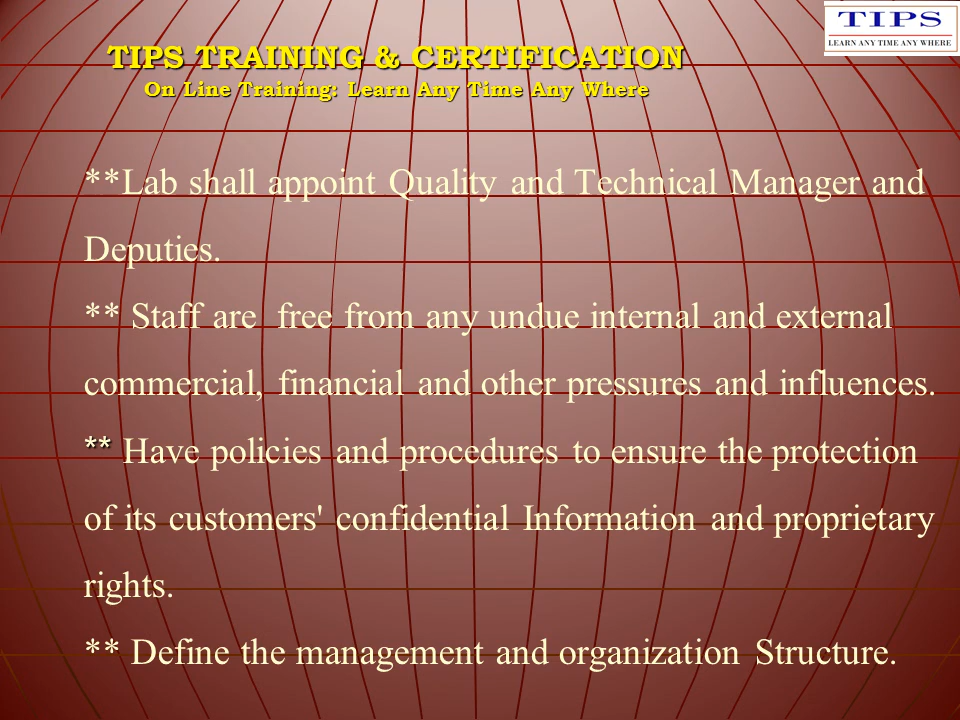 TIPS
LEARN ANY TIME ANY WHERE
TIPS TRAINING & CERTIFICATION
On Line Training: Learn Any Time Any Where
**Lab shall appoint Quality and Technical Manager and
Deputies.
** Staff are  free from any undue internal and external
commercial, financial and other pressures and influences.
** Have policies and procedures to ensure the protection
of its customers' confidential Information and proprietary
rights.
** Define the management and organization Structure.